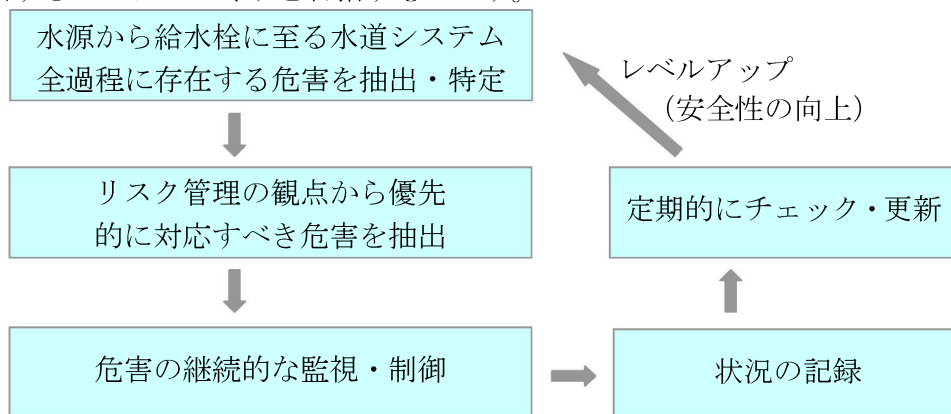 水源から給水栓に至る水道システム
全過程に存在する危害を抽出・特定
レベルアップ
（安全性の向上）
リスク管理の観点から優先
的に対応すべき危害を抽出
定期的にチェック・更新
危害の継続的な監視・制御
状況の記録